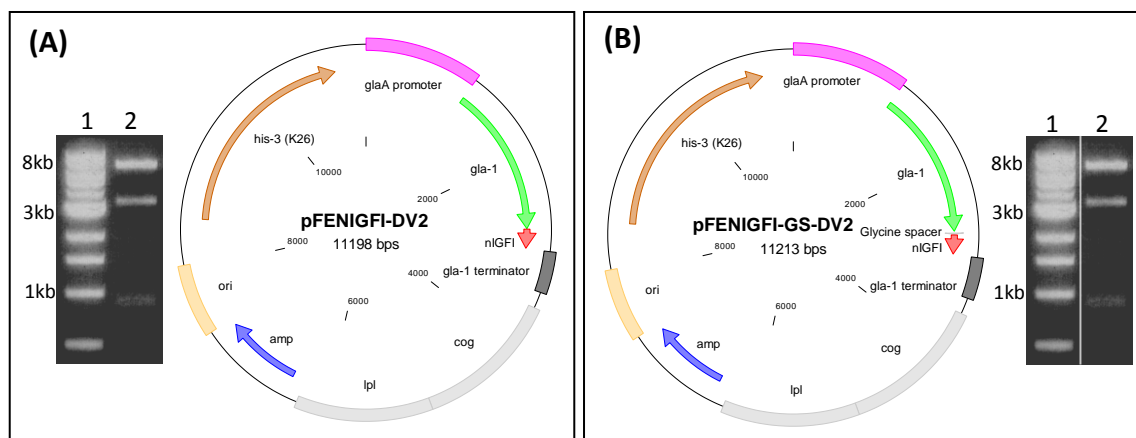 (A)
1 2
8kb
3kb
1kb
glaA promoter
his-3 (K26)
gla-1
10000
2000
pFENIGFI-DV2
11198 bps
nIGFI
8000
gla-1 terminator
4000
ori
6000
amp
cog
lpl
(B)
glaA promoter
his-3 (K26)
gla-1
10000
2000
pFENIGFI-GS-DV2
11213 bps
Glycine spacer
nIGFI
8000
gla-1 terminator
4000
ori
6000
amp
cog
lpl
1 2
8kb
3kb
1kb